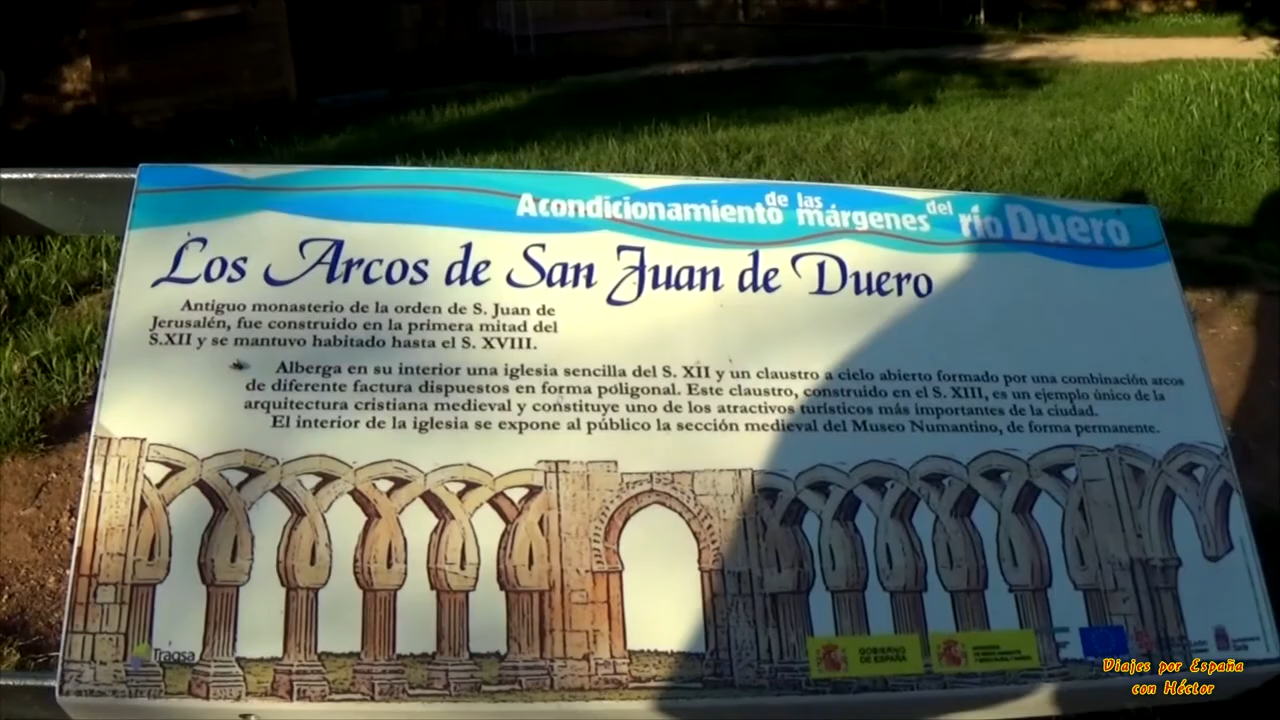 Acondicionamiento de las márgenes del río Duero
Los Arcos de San Juan de Duero
Antiguo monasterio de la orden de S. Juan de
Jerusalén, fue construido en la primera mitad del
S.XII y se mantuvo habitado hasta el S. XVIII.
Alberga en su interior una iglesia sencilla del S. XII y un claustro a cielo abierto formado por una combinación arcos
de diferente factura dispuestos en forma poligonal. Este claustro, construido en el S. XIII, es un ejemplo único de la
arquitectura cristiana medieval y constituye uno de los atractivos turísticos más importantes de la ciudad.
El interior de la iglesia se expone al público la sección medieval del Museo Numantino, de forma permanente.
Tragsa
GOBIERNO
DE ESPAÑA
Viajes por España
con Héctor